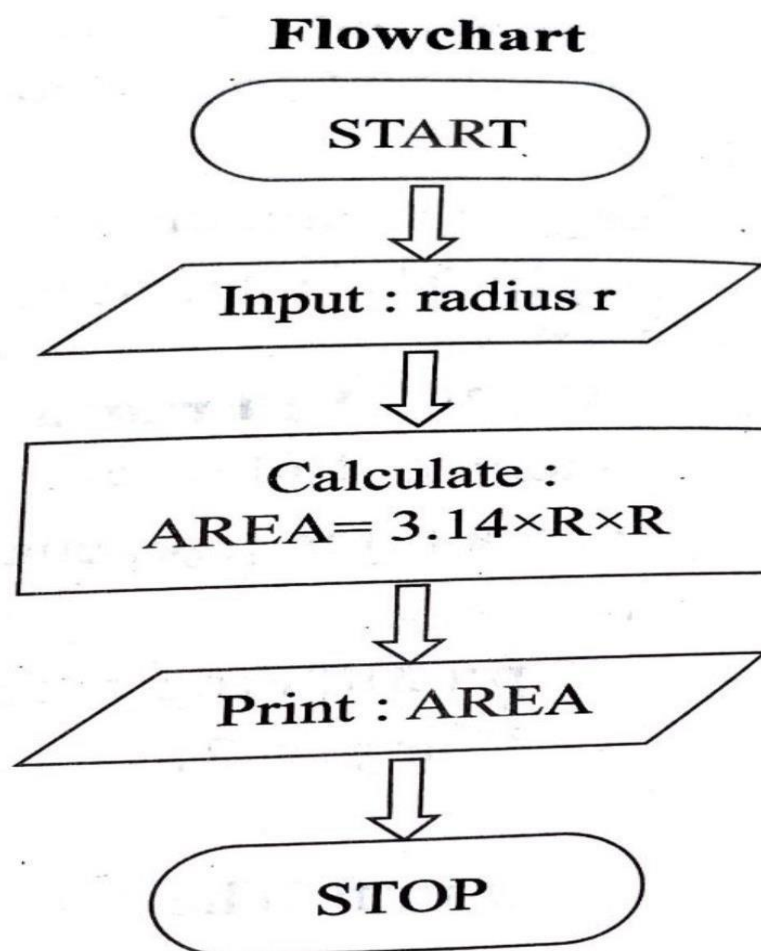 Flowchart
START
Input : radius r
Calculate :
AREA= 3.14×R×R
Print : AREA
STOP